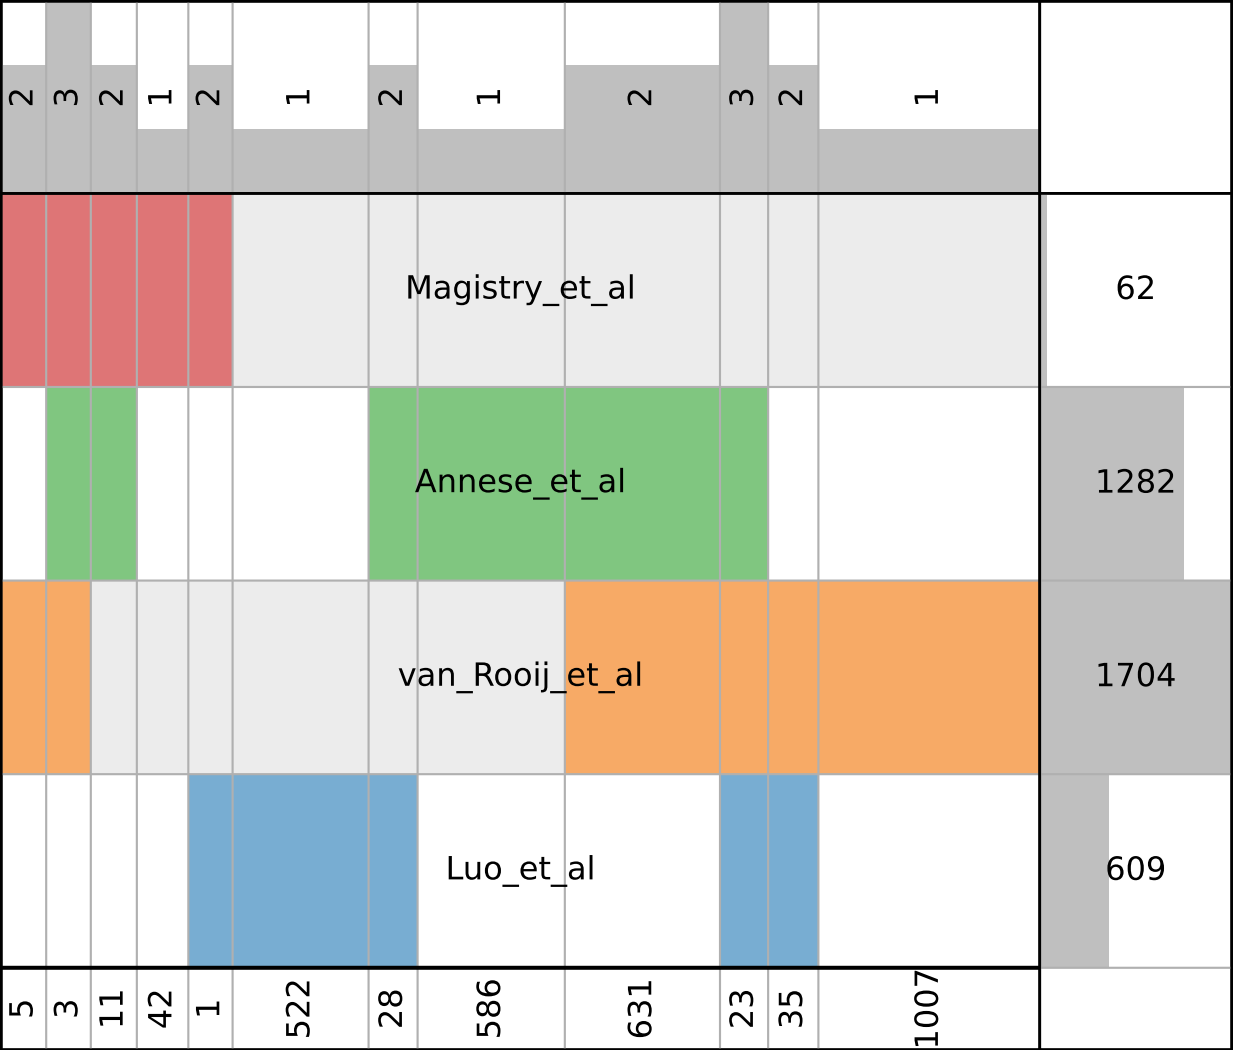 2 3 2 1 2 1 2 1 2 3 2 1
Magistry_et_al 62
Annese_et_al 1282
van_Rooij_et_al 1704
Luo_et_al 609
5 3 11 42 1 522 28 586 631 23 35 1007